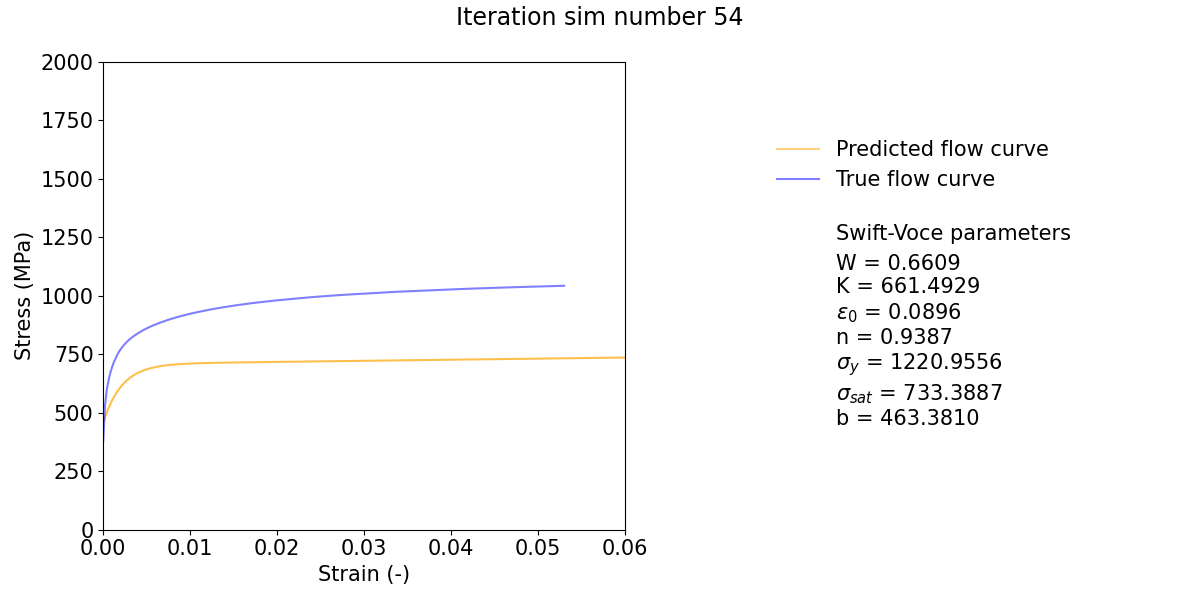 Iteration sim number 54
2000
1750
1500
1250
1000
750
500
250
0
Stress (MPa)
0.00 0.01 0.02 0.03 0.04 0.05 0.06
Strain (-)
Predicted flow curve
True flow curve
Swift-Voce parameters
W = 0.6609
K = 661.4929
ε₀ = 0.0896
n = 0.9387
σ_y = 1220.9556
σ_sat = 733.3887
b = 463.3810